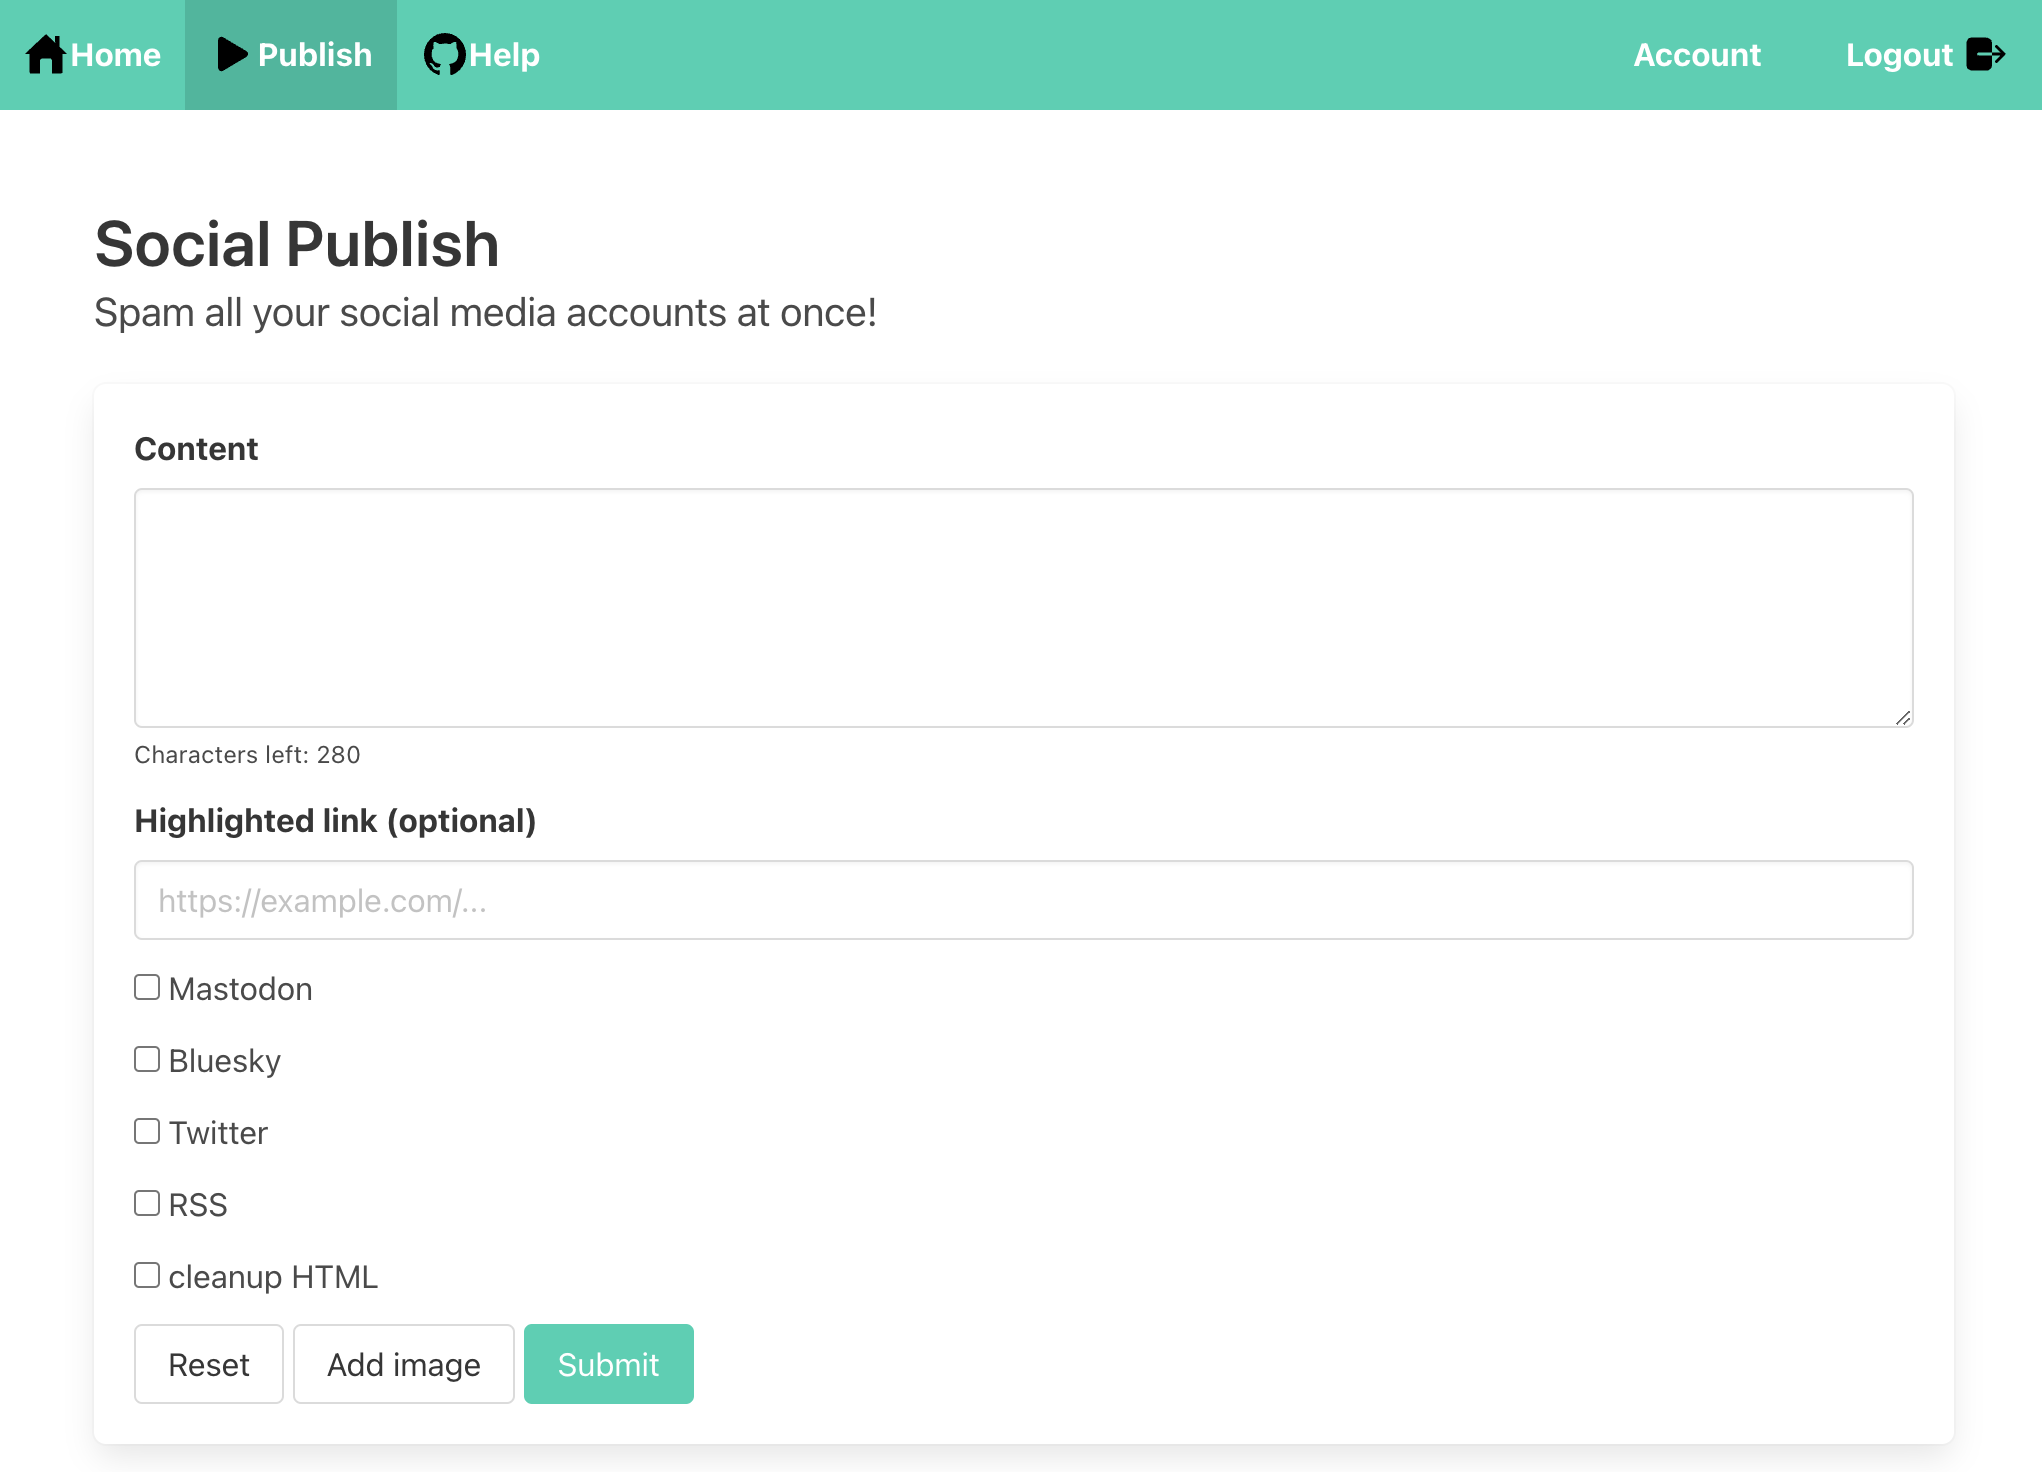 Home Publish Help Account Logout
Social Publish
Spam all your social media accounts at once!
Content
Characters left: 280
Highlighted link (optional)
https://example.com/...
Mastodon
Bluesky
Twitter
RSS
cleanup HTML
Reset Add image Submit